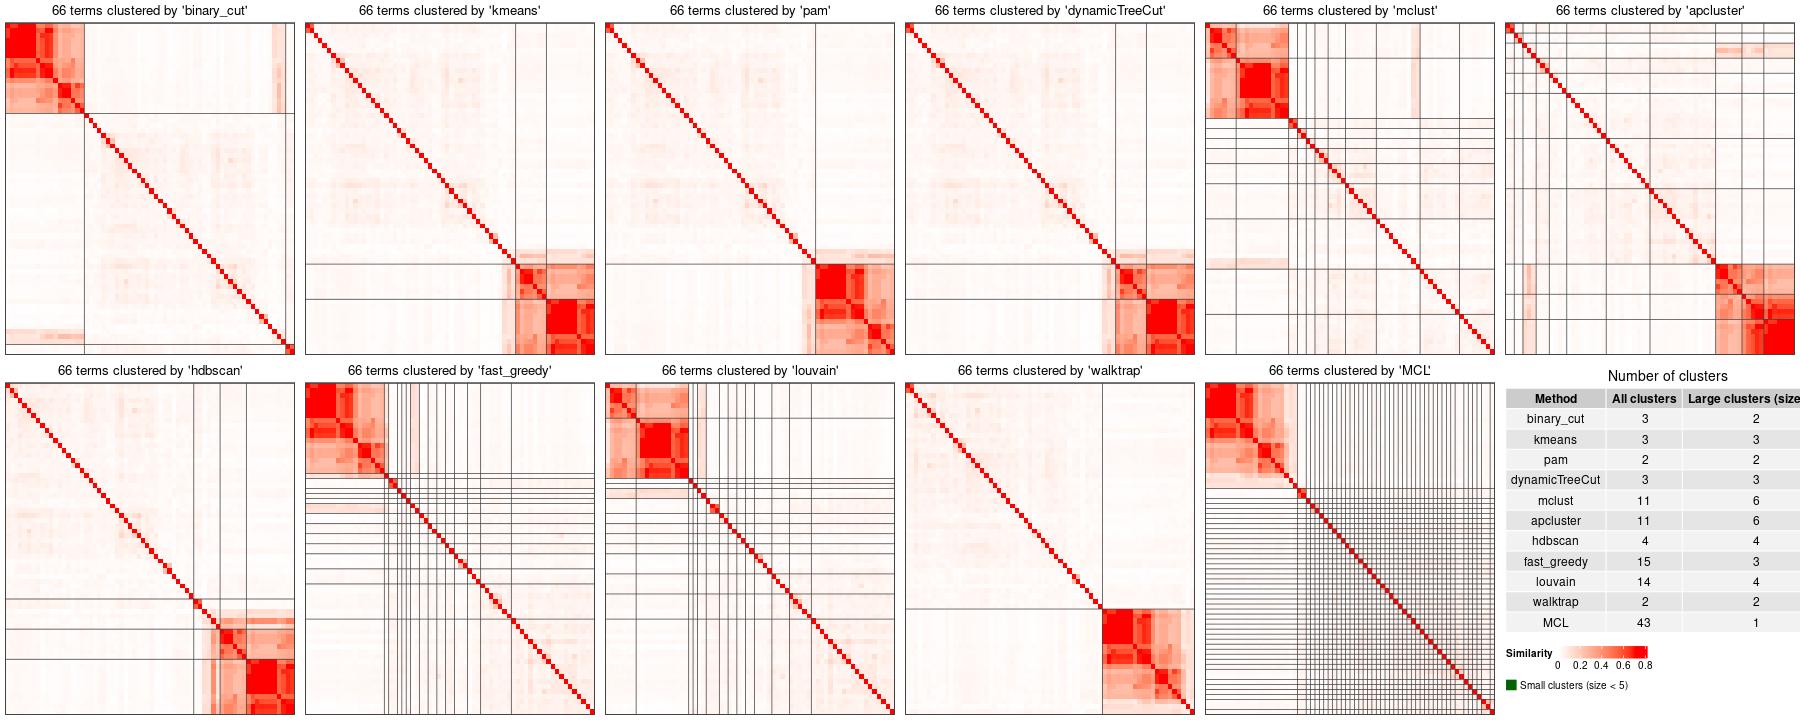 66 terms clustered by 'binary_cut'
66 terms clustered by 'kmeans'
66 terms clustered by 'pam'
66 terms clustered by 'dynamicTreeCut'
66 terms clustered by 'mclust'
66 terms clustered by 'apcluster'
66 terms clustered by 'hdbscan'
66 terms clustered by 'fast_greedy'
66 terms clustered by 'louvain'
66 terms clustered by 'walktrap'
66 terms clustered by 'MCL'
Number of clusters
Method All clusters Large clusters (size
binary_cut 3 2
kmeans 3 3
pam 2 2
dynamicTreeCut 3 3
mclust 11 6
apcluster 11 6
hdbscan 4 4
fast_greedy 15 3
louvain 14 4
walktrap 2 2
MCL 43 1
Similarity
0 0.2 0.4 0.6 0.8
Small clusters (size < 5)